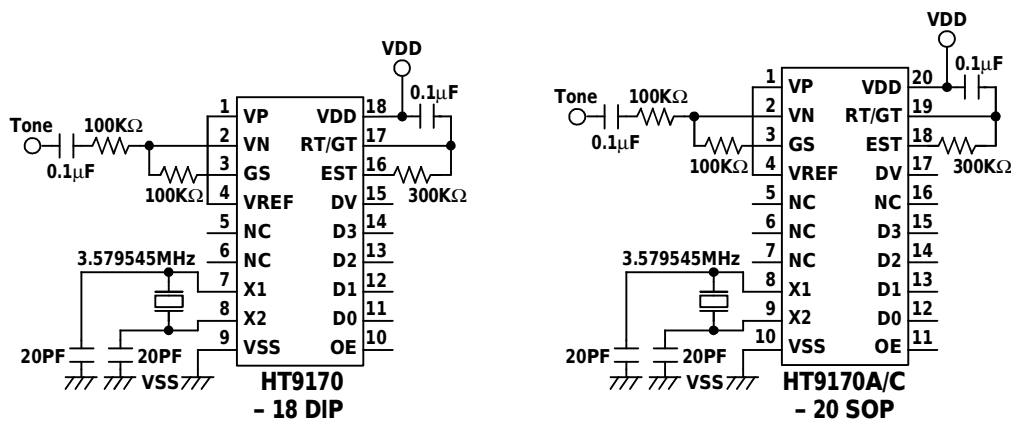 VDD
0.1µF
1 VP VDD 18
Tone 100KΩ 2 VN RT/GT 17
0.1µF 3 GS EST 16
100KΩ 4 VREF DV 15 300KΩ
5 NC D3 14
6 NC D2 13
3.579545MHz
7 X1 D1 12
8 X2 D0 11
20PF 20PF 9 VSS OE 10
VSS
HT9170
– 18 DIP
VDD
0.1µF
1 VP VDD 20
Tone 100KΩ 2 VN RT/GT 19
0.1µF 3 GS EST 18
100KΩ 4 VREF DV 17 300KΩ
5 NC NC 16
6 NC D3 15
7 NC D2 14
3.579545MHz
8 X1 D1 13
9 X2 D0 12
20PF 20PF 10 VSS OE 11
VSS
HT9170A/C
– 20 SOP